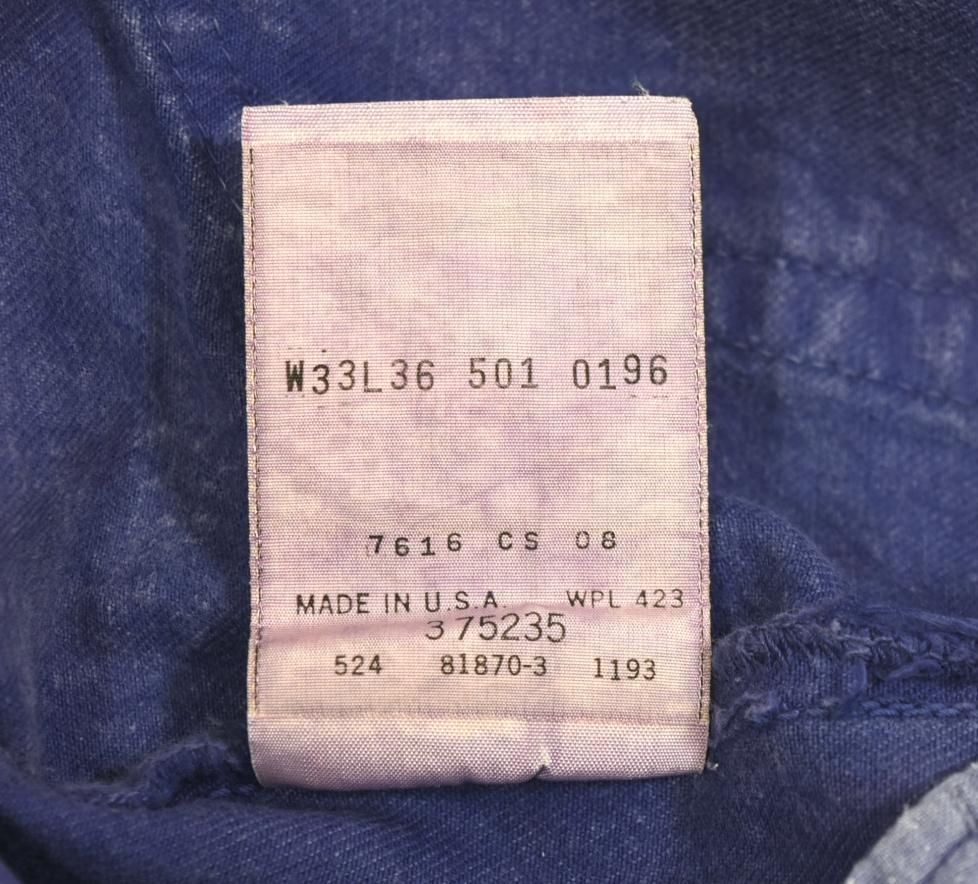 W33L36 501 0196
7616 CS 08
MADE IN U.S.A. WPL 423
375235
524 81870-3 1193